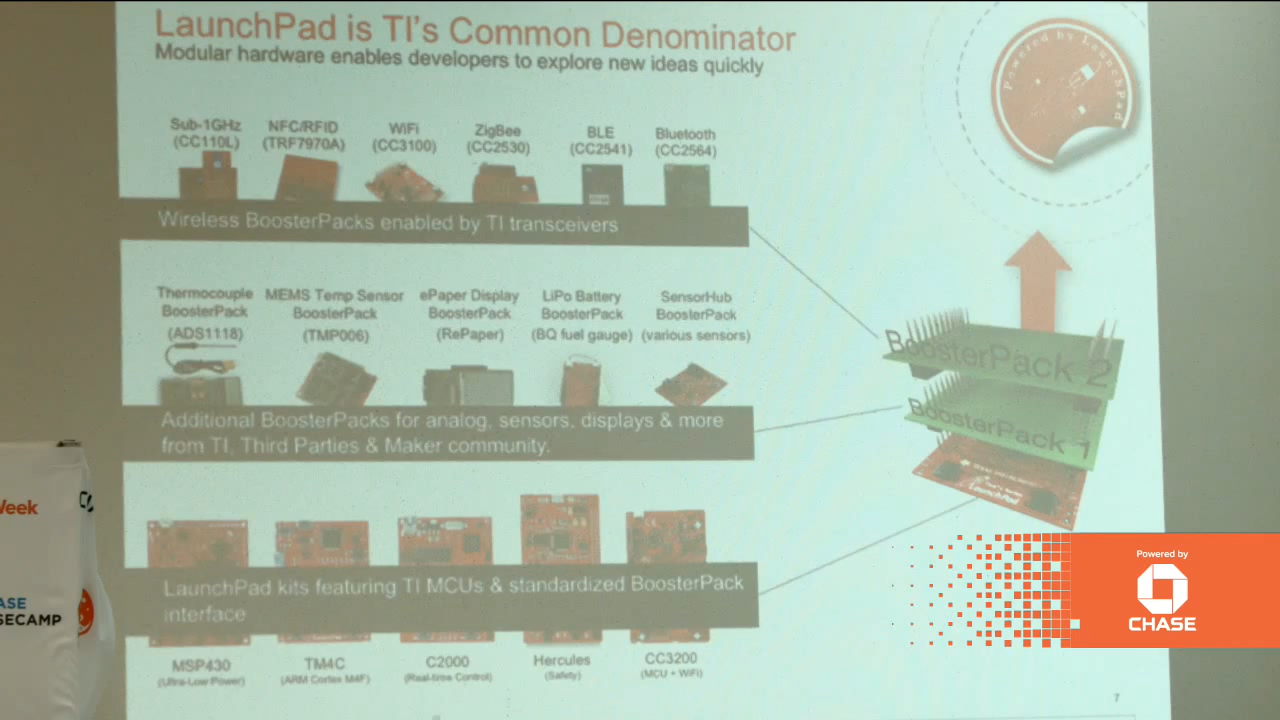 LaunchPad is TI's Common Denominator
Modular hardware enables developers to explore new ideas quickly
Powered by LaunchPad
Sub-1GHz
(CC110L)
NFC/RFID
(TRF7970A)
WiFi
(CC3100)
ZigBee
(CC2530)
BLE
(CC2541)
Bluetooth
(CC2564)
Wireless BoosterPacks enabled by TI transceivers
Thermocouple
BoosterPack
(ADS1118)
MEMS Temp Sensor
BoosterPack
(TMP006)
ePaper Display
BoosterPack
(RePaper)
LiPo Battery
BoosterPack
(BQ fuel gauge)
SensorHub
BoosterPack
(various sensors)
Additional BoosterPacks for analog, sensors, displays & more
from TI, Third Parties & Maker community.
BoosterPack 2
BoosterPack 1
LaunchPad
LaunchPad kits featuring TI MCUs & standardized BoosterPack
interface
MSP430
(Ultra-Low Power)
TM4C
(ARM Cortex M4F)
C2000
(Real-time Control)
Hercules
(Safety)
CC3200
(MCU + WiFi)
7
Week
ASE
SECAMP
Powered by
CHASE